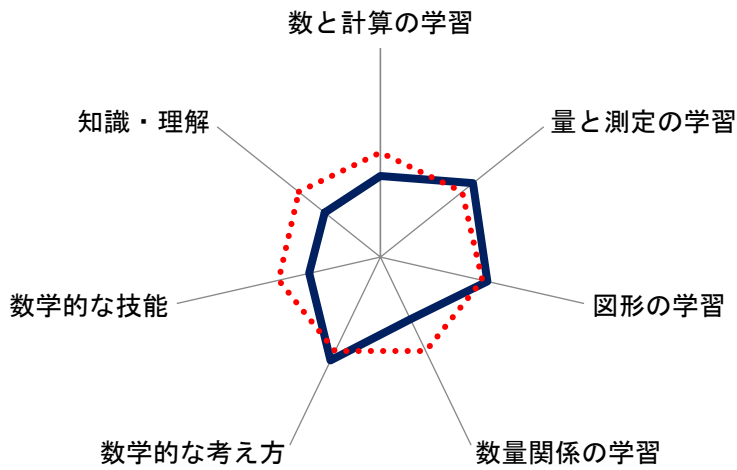 数と計算の学習
量と測定の学習
図形の学習
数量関係の学習
数学的な考え方
数学的な技能
知識・理解